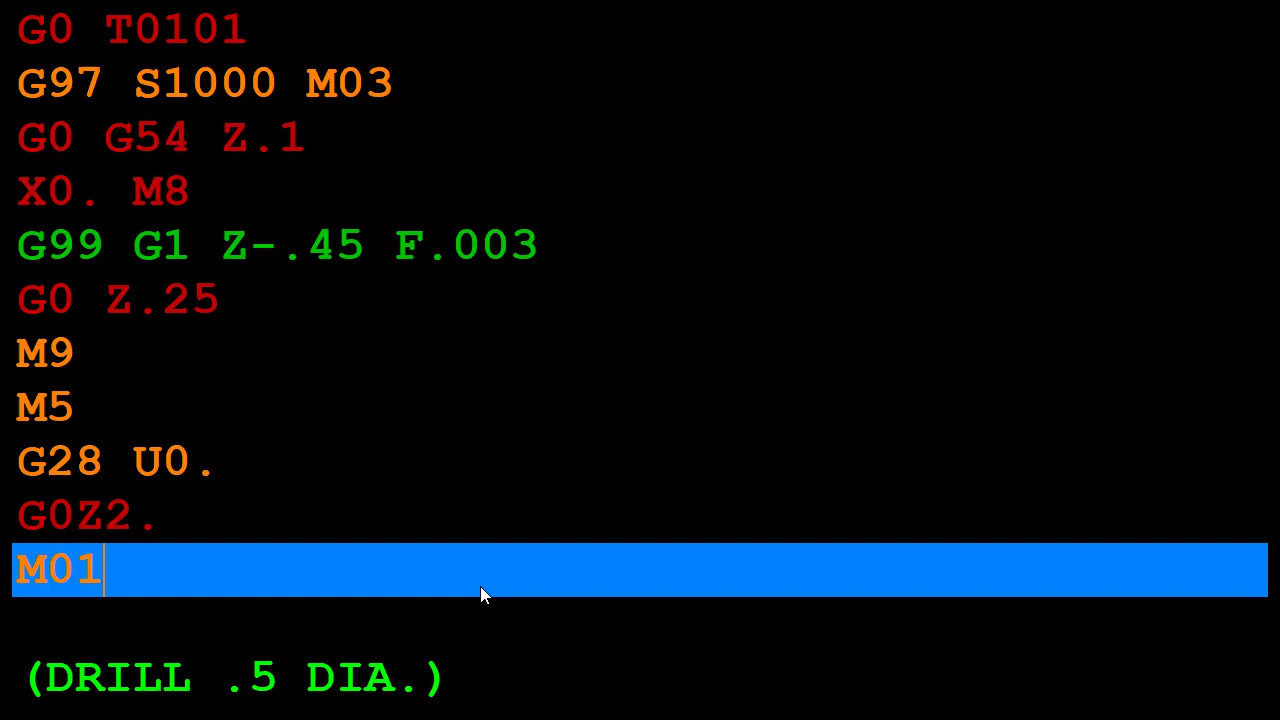 G0 T0101
G97 S1000 M03
G0 G54 Z.1
X0. M8
G99 G1 Z-.45 F.003
G0 Z.25
M9
M5
G28 U0.
G0Z2.
M01
(DRILL .5 DIA.)